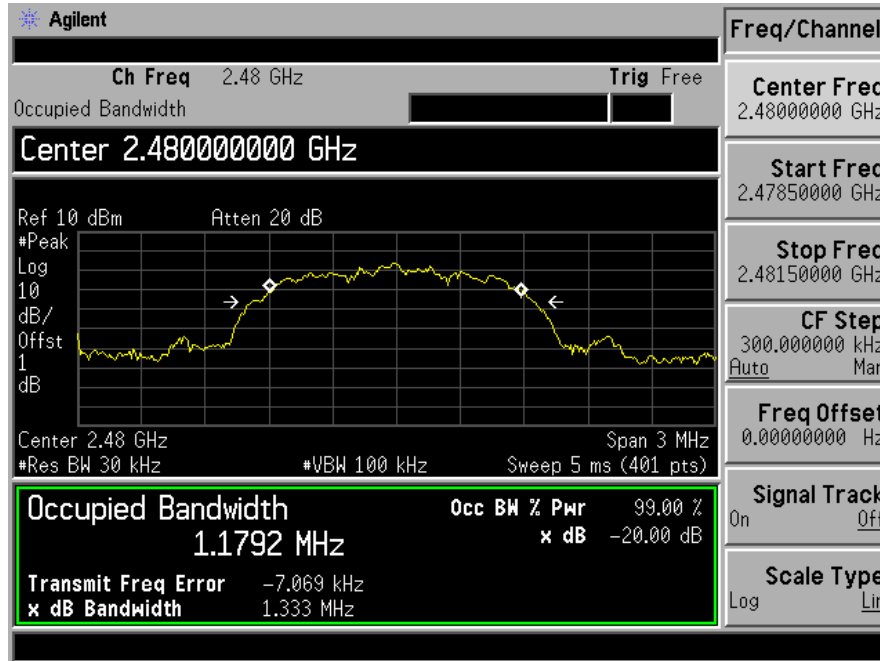 Agilent
Ch Freq 2.48 GHz Trig Free
Occupied Bandwidth
Center 2.480000000 GHz
Ref 10 dBm Atten 20 dB
#Peak
Log
10
dB/
Offst
1
dB
Center 2.48 GHz Span 3 MHz
#Res BW 30 kHz #VBW 100 kHz Sweep 5 ms (401 pts)
Occupied Bandwidth
1.1792 MHz
Occ BW % Pwr 99.00 %
x dB -20.00 dB
Transmit Freq Error -7.069 kHz
x dB Bandwidth 1.333 MHz
Freq/Channel
Center Freq
2.48000000 GHz
Start Freq
2.47850000 GHz
Stop Freq
2.48150000 GHz
CF Step
300.000000 kHz
Auto Man
Freq Offset
0.00000000 Hz
Signal Track
On Off
Scale Type
Log Lin